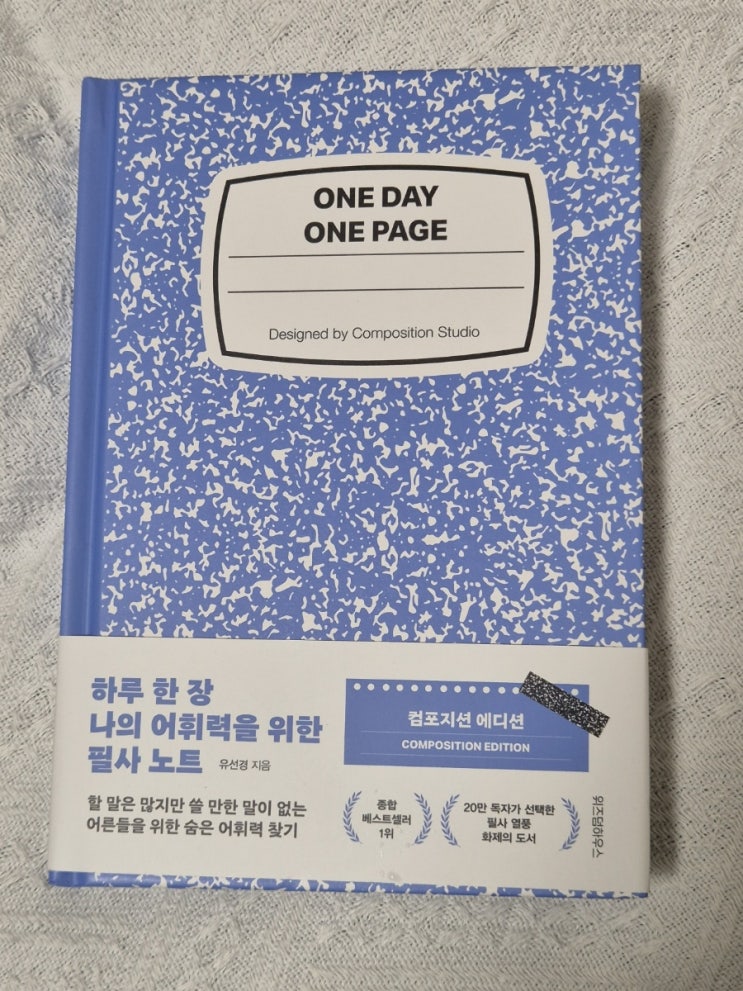 ONE DAY
ONE PAGE
Designed by Composition Studio
하루 한 장
나의 어휘력을 위한
필사 노트 유선경 지음
할 말은 많지만 쓸 만한 말이 없는
어른들을 위한 숨은 어휘력 찾기
컴포지션 에디션
COMPOSITION EDITION
종합
베스트셀러
1위
20만 독자가 선택한
필사 열풍
화제의 도서
위즈덤하우스